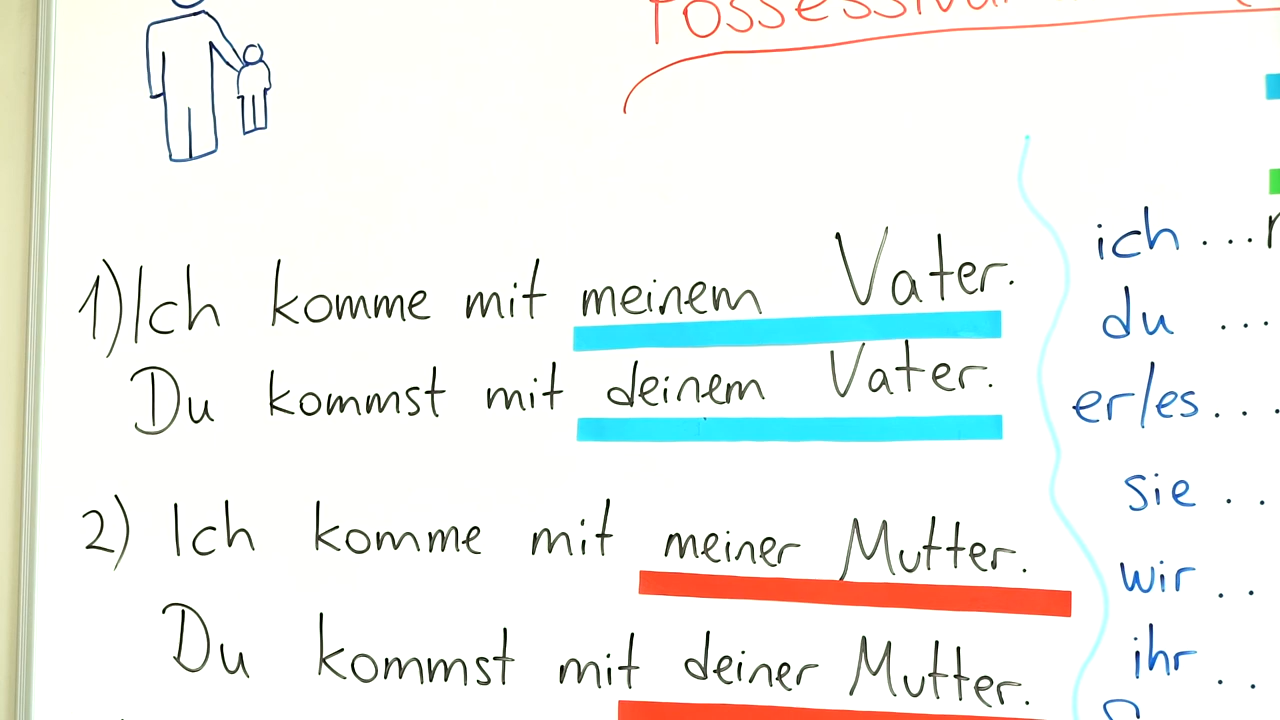 1) Ich komme mit meinem Vater.
Du kommst mit deinem Vater.
2) Ich komme mit meiner Mutter.
Du kommst mit deiner Mutter.
ich ...
du ...
er/es ...
sie ..
wir ..
ihr ..